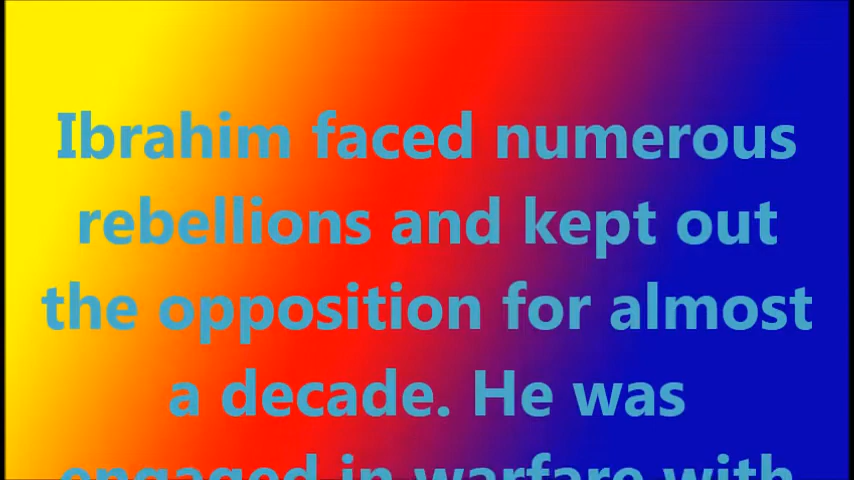 Ibrahim faced numerous
rebellions and kept out
the opposition for almost
a decade. He was
engaged in warfare with